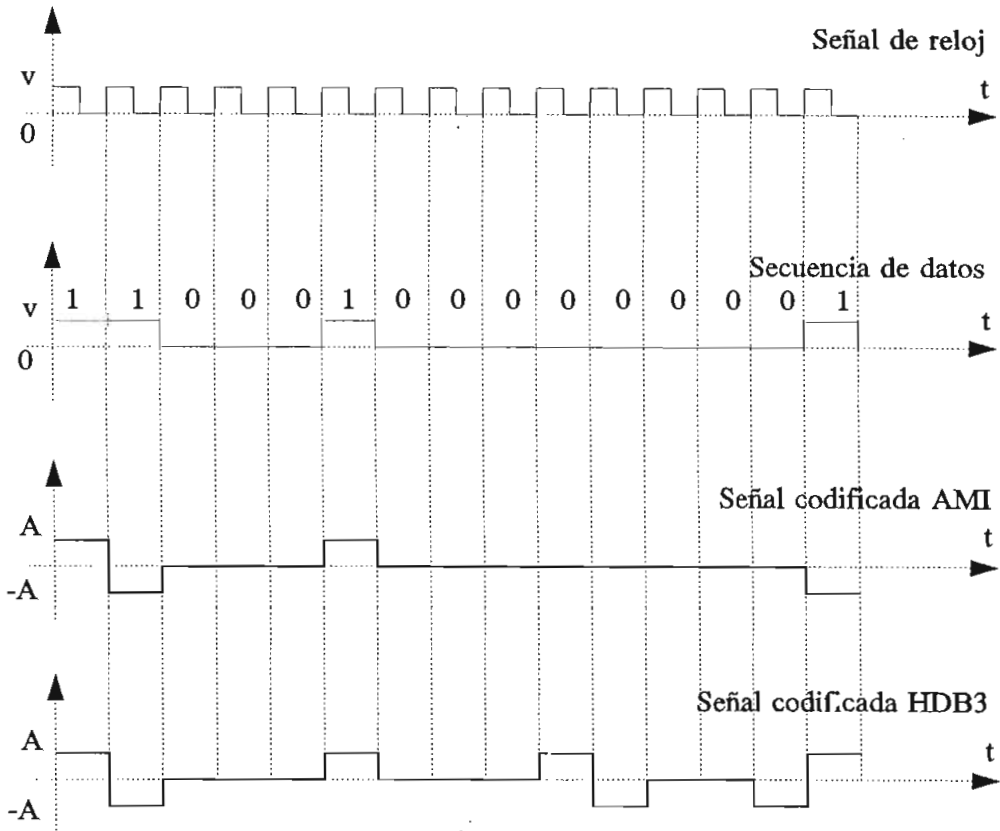 Señal de reloj
v
t
0
Secuencia de datos
1 1 0 0 0 1 0 0 0 0 0 0 0 0 1
v
t
0
Señal codificada AMI
A
t
-A
Señal codificada HDB3
A
t
-A